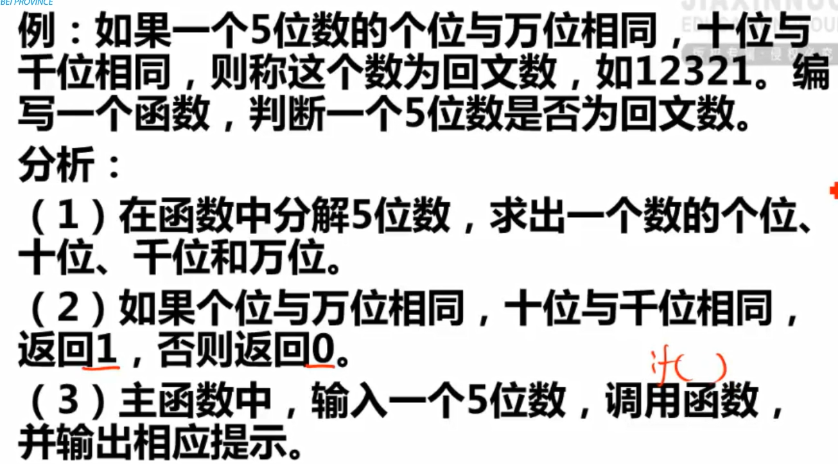 BEI PROVINCE
JIAXINNUO
例：如果一个5位数的个位与万位相同，十位与
千位相同，则称这个数为回文数，如12321。编
写一个函数，判断一个5位数是否为回文数。
分析：
（1）在函数中分解5位数，求出一个数的个位、
十位、千位和万位。
（2）如果个位与万位相同，十位与千位相同，
返回1，否则返回0。
if( )
（3）主函数中，输入一个5位数，调用函数，
并输出相应提示。